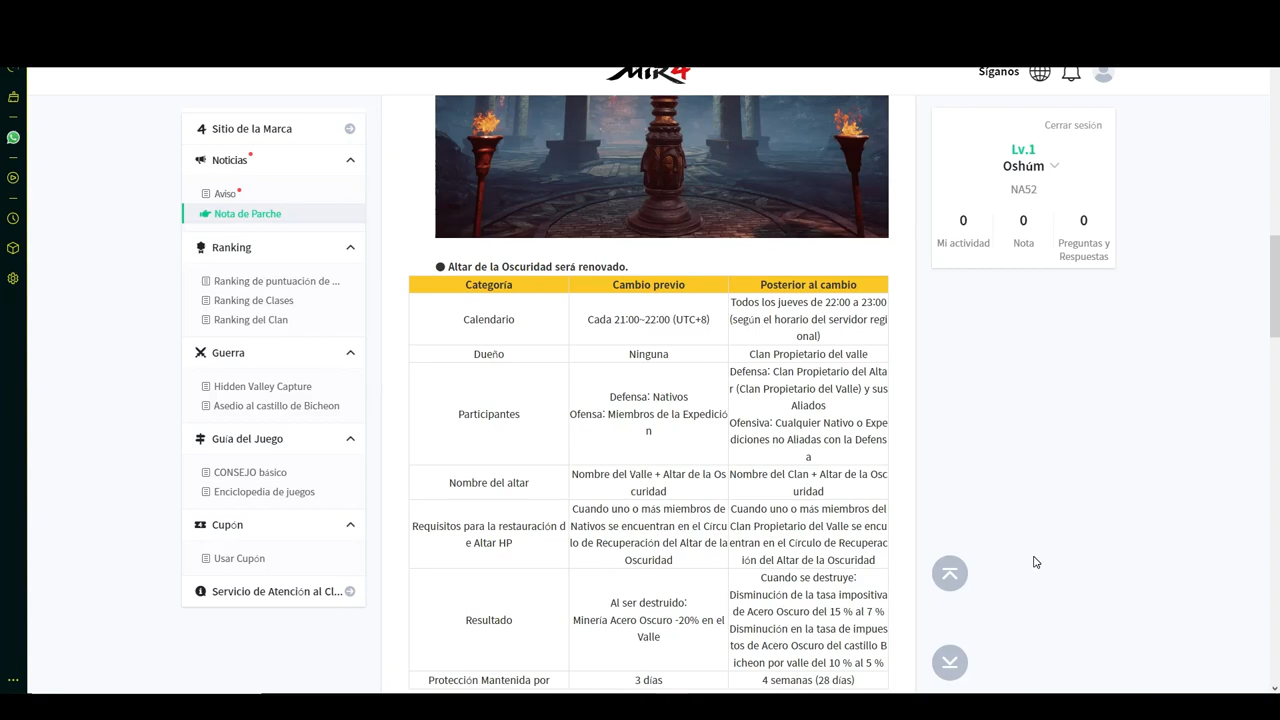 MIR4
Síganos
4 Sitio de la Marca
Noticias
Aviso
Nota de Parche
Ranking
Ranking de puntuación de ...
Ranking de Clases
Ranking del Clan
Guerra
Hidden Valley Capture
Asedio al castillo de Bicheon
Guía del Juego
CONSEJO básico
Enciclopedia de juegos
Cupón
Usar Cupón
Servicio de Atención al Cl...
● Altar de la Oscuridad será renovado.
Categoría
Cambio previo
Posterior al cambio
Calendario
Cada 21:00~22:00 (UTC+8)
Todos los jueves de 22:00 a 23:00
(según el horario del servidor regi
onal)
Dueño
Ninguna
Clan Propietario del valle
Participantes
Defensa: Nativos
Ofensa: Miembros de la Expedició
n
Defensa: Clan Propietario del Alta
r (Clan Propietario del Valle) y sus
Aliados
Ofensiva: Cualquier Nativo o Expe
diciones no Aliadas con la Defens
a
Nombre del altar
Nombre del Valle + Altar de la Os
curidad
Nombre del Clan + Altar de la Osc
uridad
Requisitos para la restauración d
e Altar HP
Cuando uno o más miembros de
Nativos se encuentran en el Círcu
lo de Recuperación del Altar de la
Oscuridad
Cuando uno o más miembros del
Clan Propietario del Valle se encu
entran en el Círculo de Recuperac
ión del Altar de la Oscuridad
Resultado
Al ser destruido:
Minería Acero Oscuro -20% en el
Valle
Cuando se destruye:
Disminución de la tasa impositiva
de Acero Oscuro del 15 % al 7 %
Disminución en la tasa de impues
tos de Acero Oscuro del castillo B
icheon por valle del 10 % al 5 %
Protección Mantenida por
3 días
4 semanas (28 días)
Cerrar sesión
Lv.1
Oshúm
NA52
0
0
0
Mi actividad
Nota
Preguntas y
Respuestas